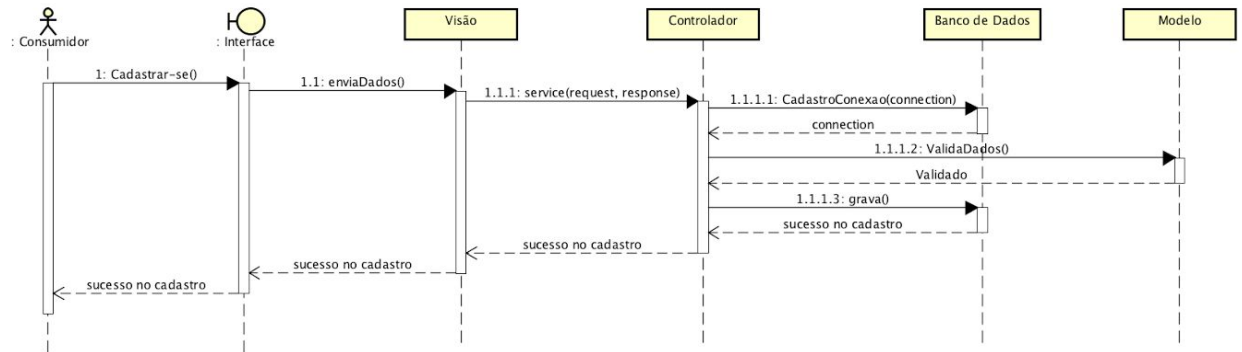 : Consumidor
: Interface
Visão
Controlador
Banco de Dados
Modelo
1: Cadastrar-se()
1.1: enviaDados()
1.1.1: service(request, response)
1.1.1.1: CadastroConexao(connection)
connection
1.1.1.2: ValidaDados()
Validado
1.1.1.3: grava()
sucesso no cadastro
sucesso no cadastro
sucesso no cadastro
sucesso no cadastro